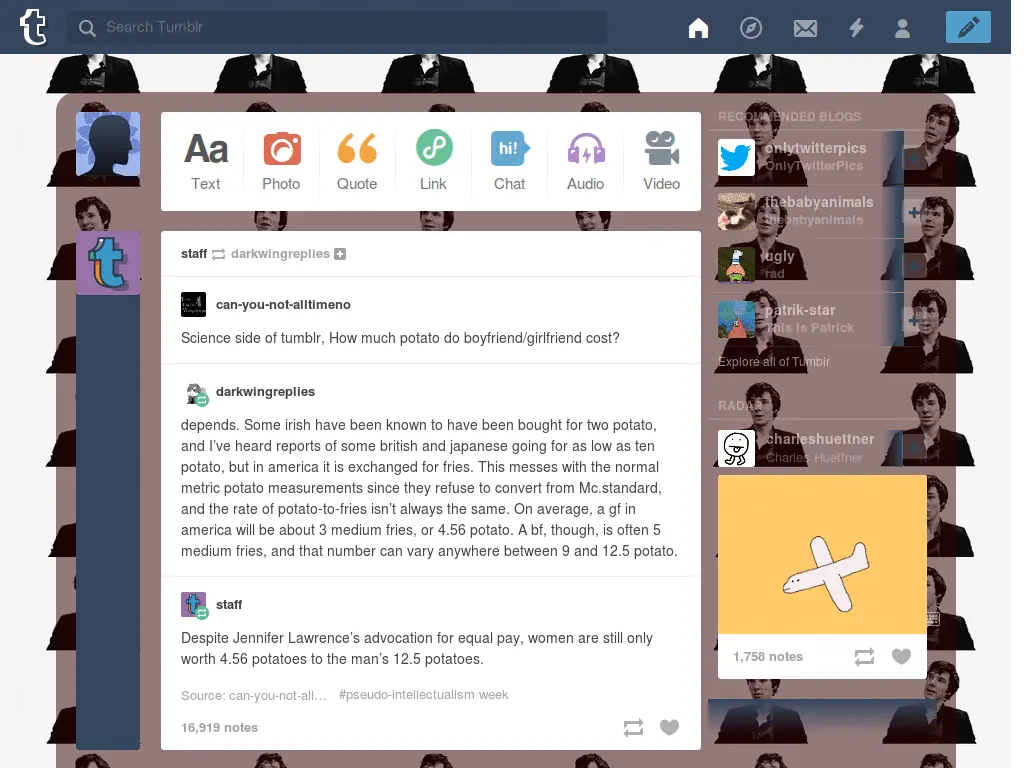 Search Tumblr
Aa
hi!
Text
Photo
Quote
Link
Chat
Audio
Video
staff darkwingreplies
can-you-not-alltimeno
Science side of tumblr, How much potato do boyfriend/girlfriend cost?
darkwingreplies
depends. Some irish have been known to have been bought for two potato,
and I've heard reports of some british and japanese going for as low as ten
potato, but in america it is exchanged for fries. This messes with the normal
metric potato measurements since they refuse to convert from Mc.standard,
and the rate of potato-to-fries isn't always the same. On average, a gf in
america will be about 3 medium fries, or 4.56 potato. A bf, though, is often 5
medium fries, and that number can vary anywhere between 9 and 12.5 potato.
staff
Despite Jennifer Lawrence's advocation for equal pay, women are still only
worth 4.56 potatoes to the man's 12.5 potatoes.
Source: can-you-not-all… #pseudo-intellectualism week
16,919 notes
RECOMMENDED BLOGS
onlytwitterpics
OnlyTwitterPics
thebabyanimals
thebabyanimals
ugly
rad
patrik-star
This is Patrick
Explore all of Tumblr
RADAR
charleshuettner
Charles Huettner
1,758 notes